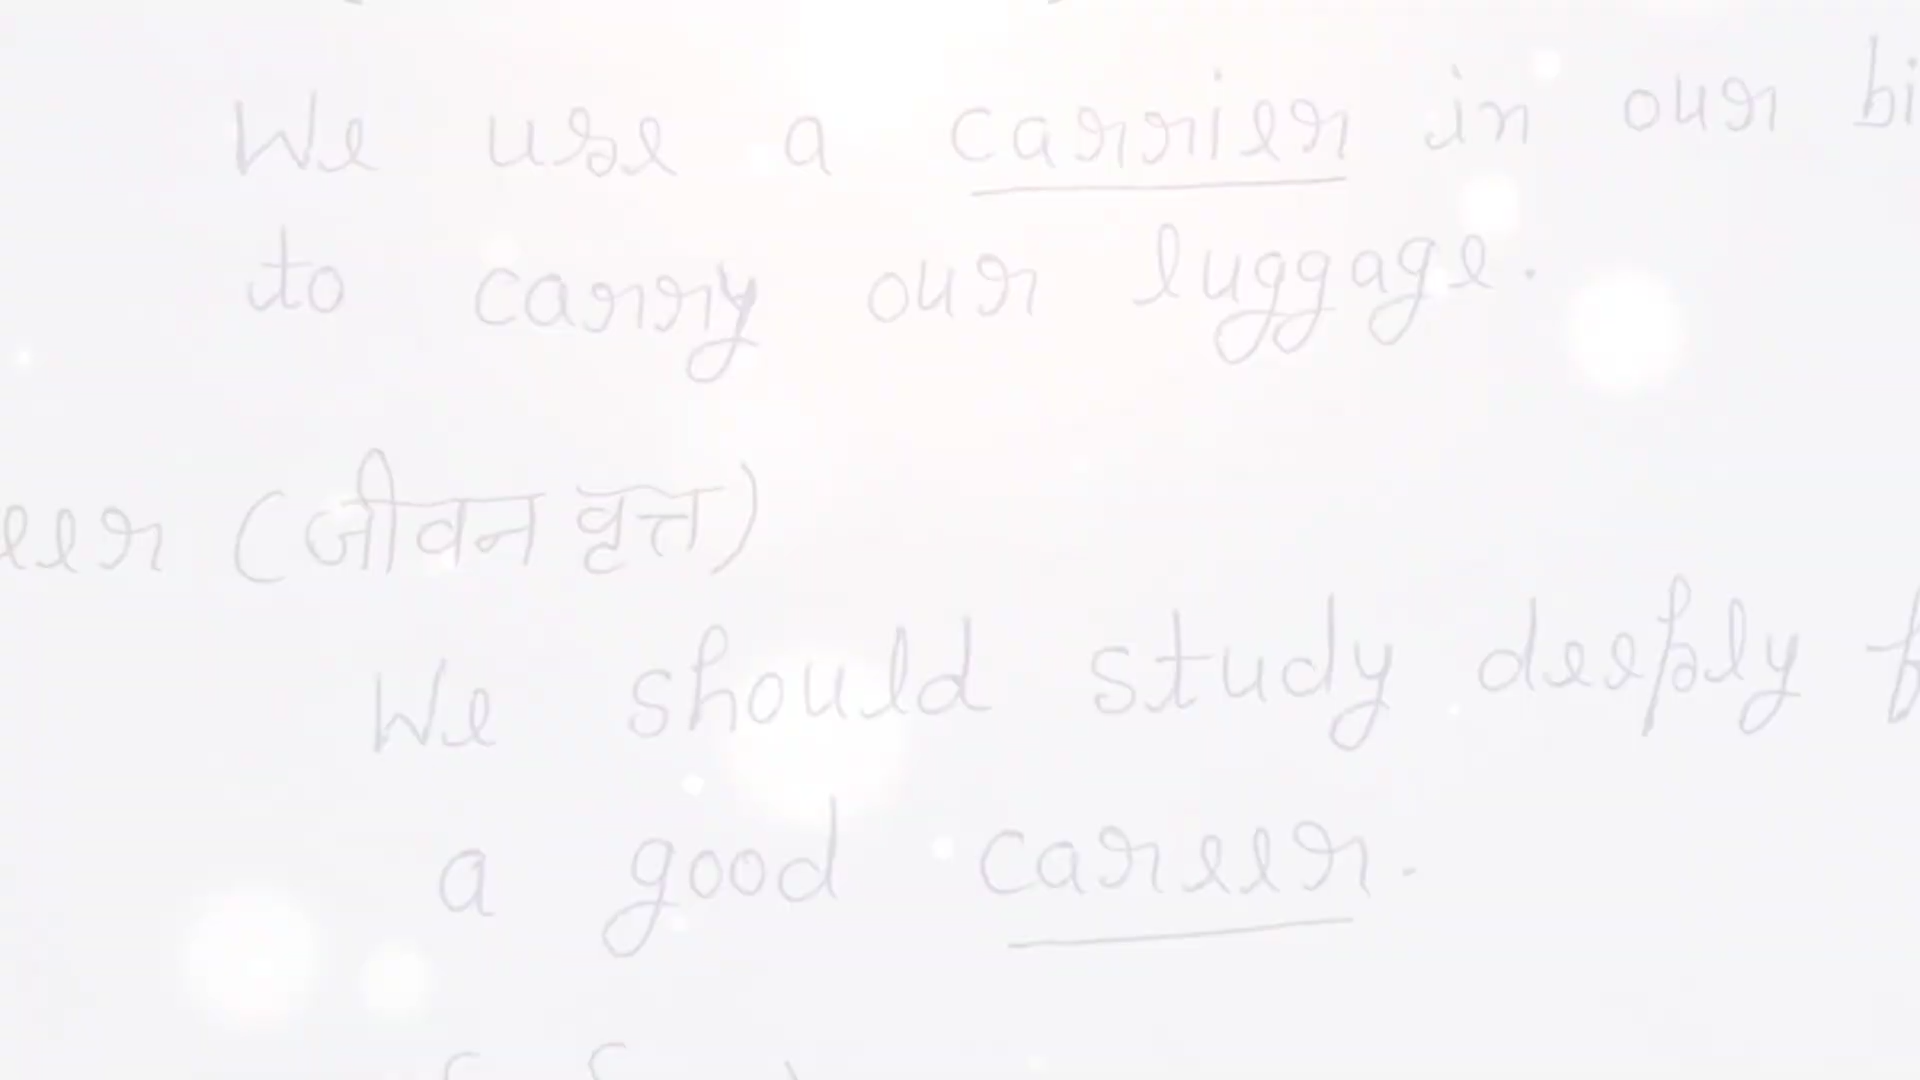 We use a carrier in our bi
to carry our luggage.
eer (जीवन वृत्त)
We should study deeply f
a good career.